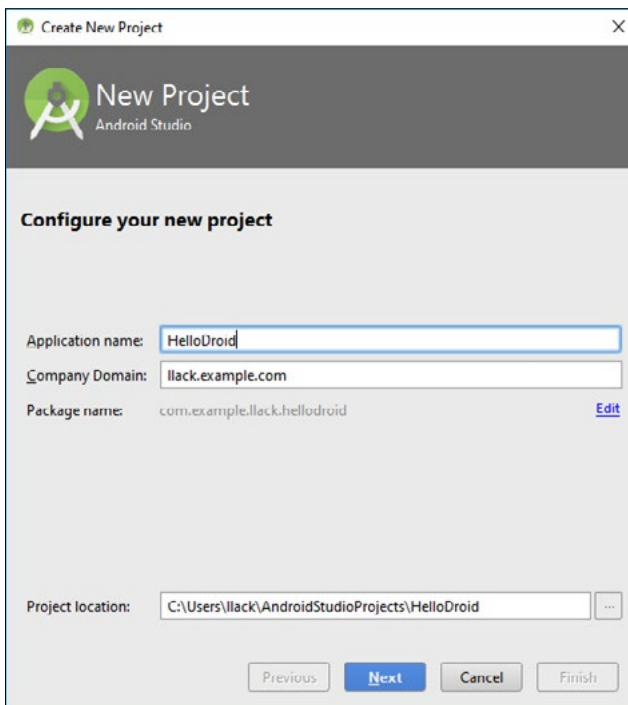 Create New Project
New Project
Android Studio
Configure your new project
Application name: HelloDroid
Company Domain: llack.example.com
Package name: com.example.llack.hellodroid Edit
Project location: C:\Users\llack\AndroidStudioProjects\HelloDroid ...
Previous Next Cancel Finish